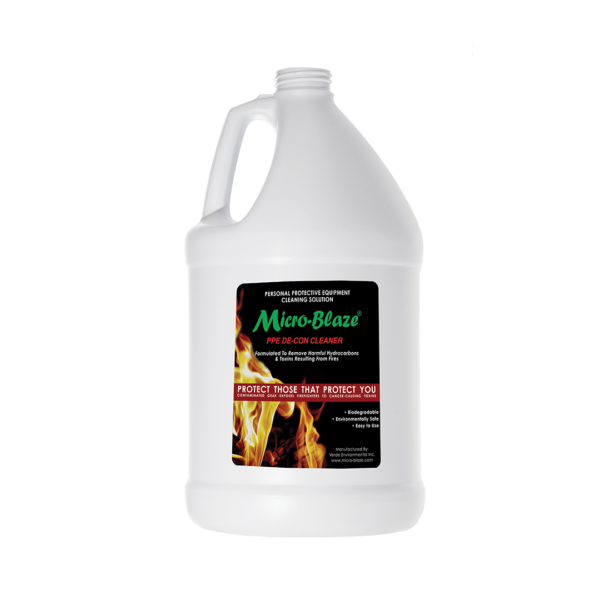 PERSONAL PROTECTIVE EQUIPMENT
CLEANING SOLUTION
Micro-Blaze®
PPE DE-CON CLEANER
Formulated To Remove Harmful Hydrocarbons
& Toxins Resulting From Fires
PROTECT THOSE THAT PROTECT YOU
CONTAMINATED GEAR EXPOSES FIREFIGHTERS TO CANCER-CAUSING TOXINS
• Biodegradable
• Environmentally Safe
• Easy to Use
Manufactured By:
Verde Environmental Inc.
www.micro-blaze.com